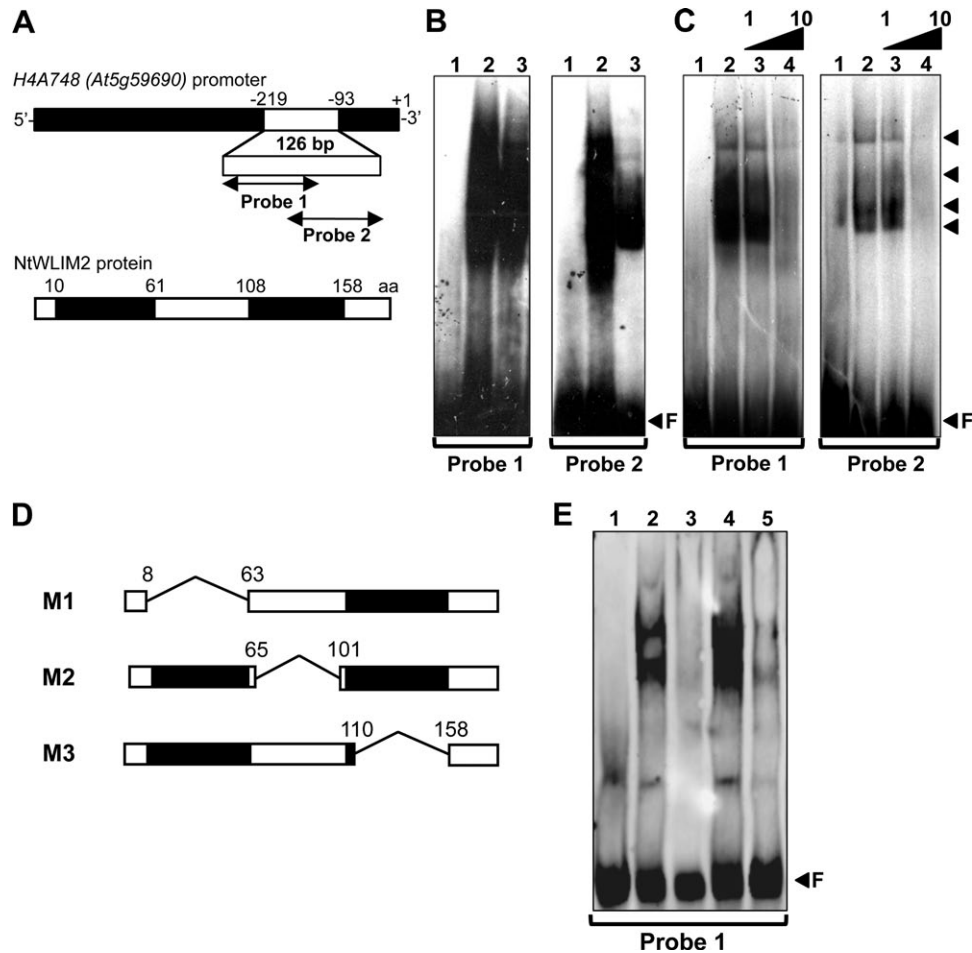 A
H4A748 (At5g59690) promoter
-219 -93 +1
5'- -3'
126 bp
Probe 1
Probe 2
NtWLIM2 protein
10 61 108 158 aa
B
1 2 3
1 2 3
F
Probe 1
Probe 2
C
1 10
1 10
1 2 3 4
1 2 3 4
F
Probe 1
Probe 2
D
8 63
M1
65 101
M2
110 158
M3
E
1 2 3 4 5
F
Probe 1